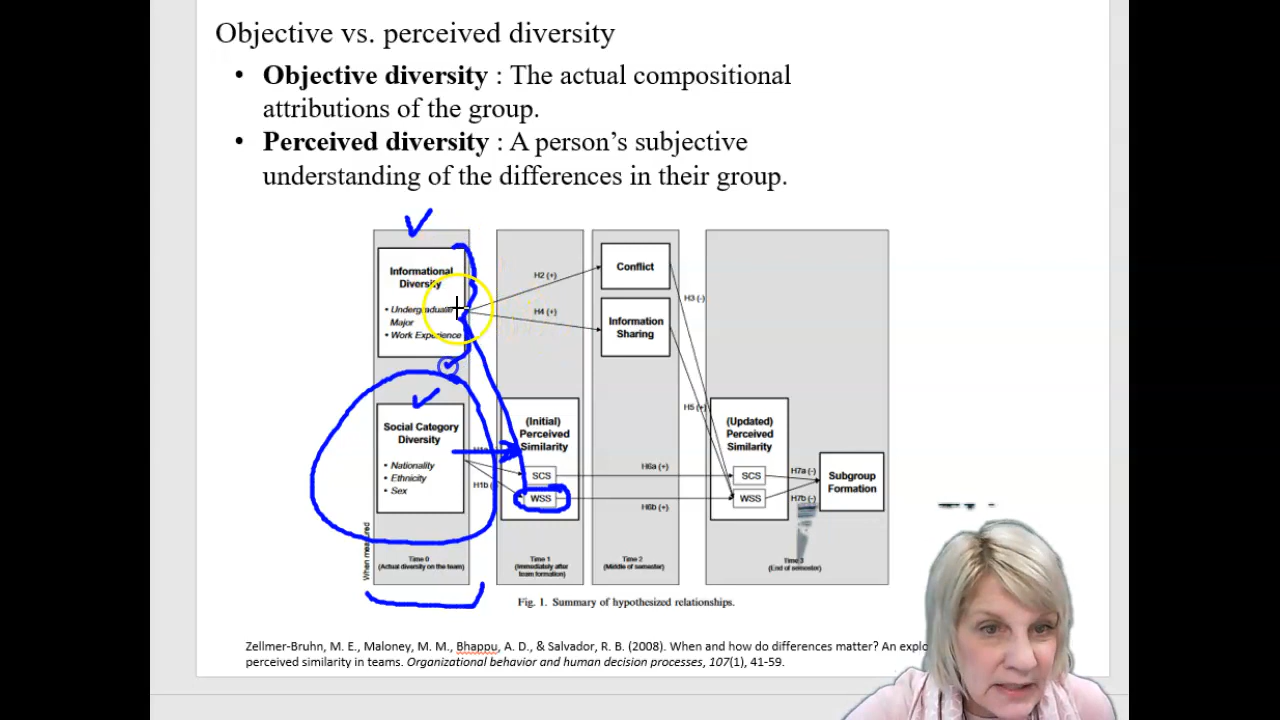 Objective vs. perceived diversity
• Objective diversity : The actual compositional
attributions of the group.
• Perceived diversity : A person's subjective
understanding of the differences in their group.
Informational
Diversity
• Undergraduate
Major
• Work Experience
H2 (+)
H4 (+)
Conflict
Information
Sharing
H3 (-)
H5 (+)
Social Category
Diversity
• Nationality
• Ethnicity
• Sex
H1b (
(Initial)
Perceived
Similarity
SCS
WSS
H6a (+)
H6b (+)
(Updated)
Perceived
Similarity
SCS
WSS
H7a (-)
H7b (-)
Subgroup
Formation
When measured
Time 0
(Actual diversity on the team)
Time 1
(Immediately after
team formation)
Time 2
(Middle of semester)
Time 3
(End of semester)
Fig. 1. Summary of hypothesized relationships.
Zellmer-Bruhn, M. E., Maloney, M. M., Bhappu, A. D., & Salvador, R. B. (2008). When and how do differences matter? An explo
perceived similarity in teams. Organizational behavior and human decision processes, 107(1), 41-59.